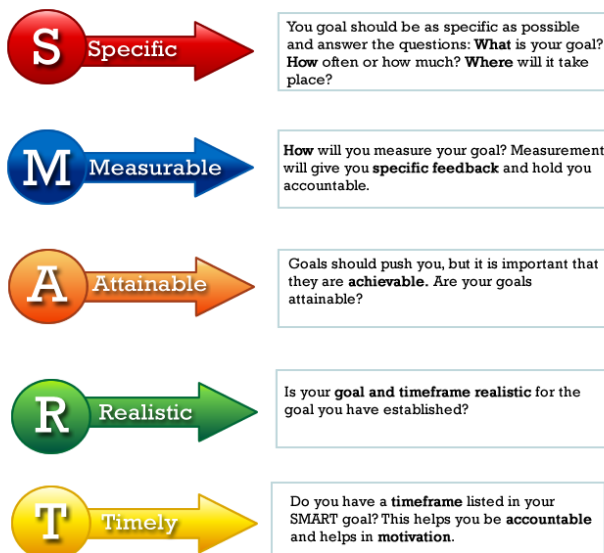 S Specific
You goal should be as specific as possible
and answer the questions: What is your goal?
How often or how much? Where will it take
place?
M Measurable
How will you measure your goal? Measurement
will give you specific feedback and hold you
accountable.
A Attainable
Goals should push you, but it is important that
they are achievable. Are your goals
attainable?
R Realistic
Is your goal and timeframe realistic for the
goal you have established?
T Timely
Do you have a timeframe listed in your
SMART goal? This helps you be accountable
and helps in motivation.